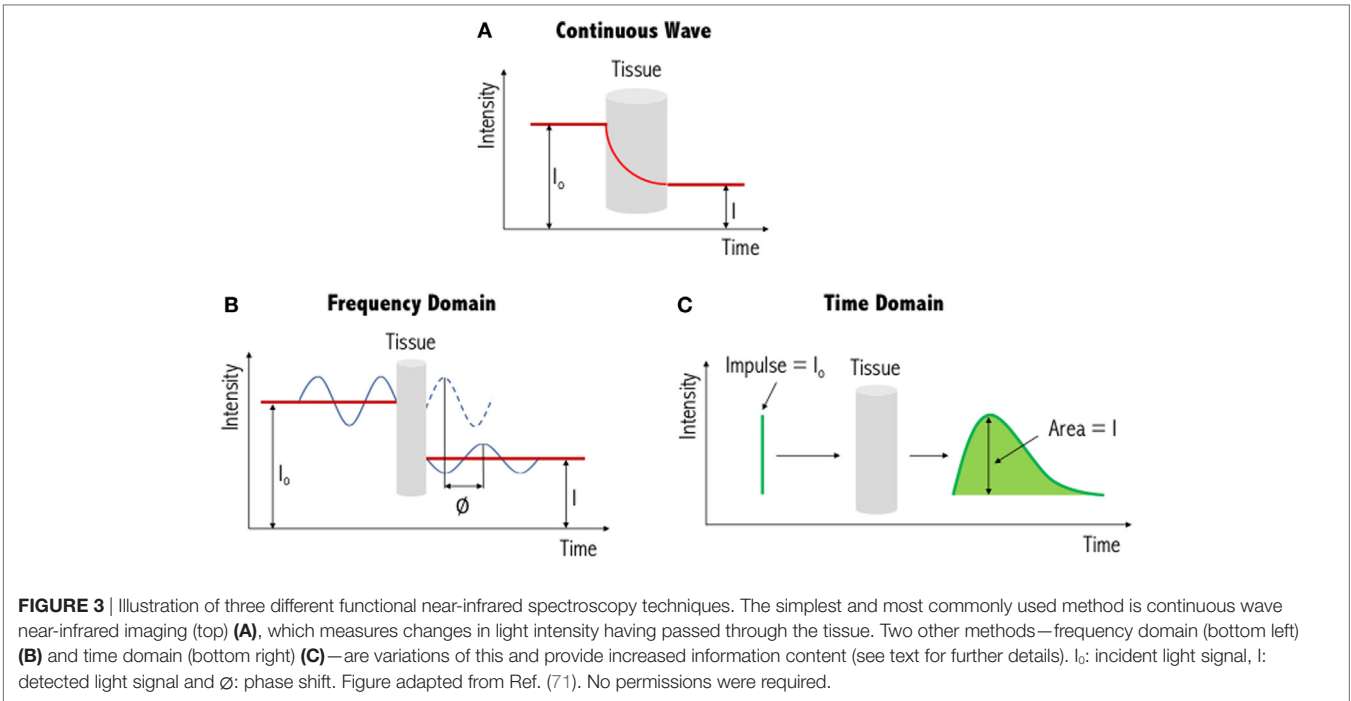 A Continuous Wave
Tissue
Intensity
I₀
I
Time
B Frequency Domain
Tissue
Intensity
I₀
Ø
I
Time
C Time Domain
Impulse = I₀ Tissue
Intensity
Area = I
Time
FIGURE 3 | Illustration of three different functional near-infrared spectroscopy techniques. The simplest and most commonly used method is continuous wave
near-infrared imaging (top) (A), which measures changes in light intensity having passed through the tissue. Two other methods—frequency domain (bottom left)
(B) and time domain (bottom right) (C)—are variations of this and provide increased information content (see text for further details). I₀: incident light signal, I:
detected light signal and Ø: phase shift. Figure adapted from Ref. (71). No permissions were required.